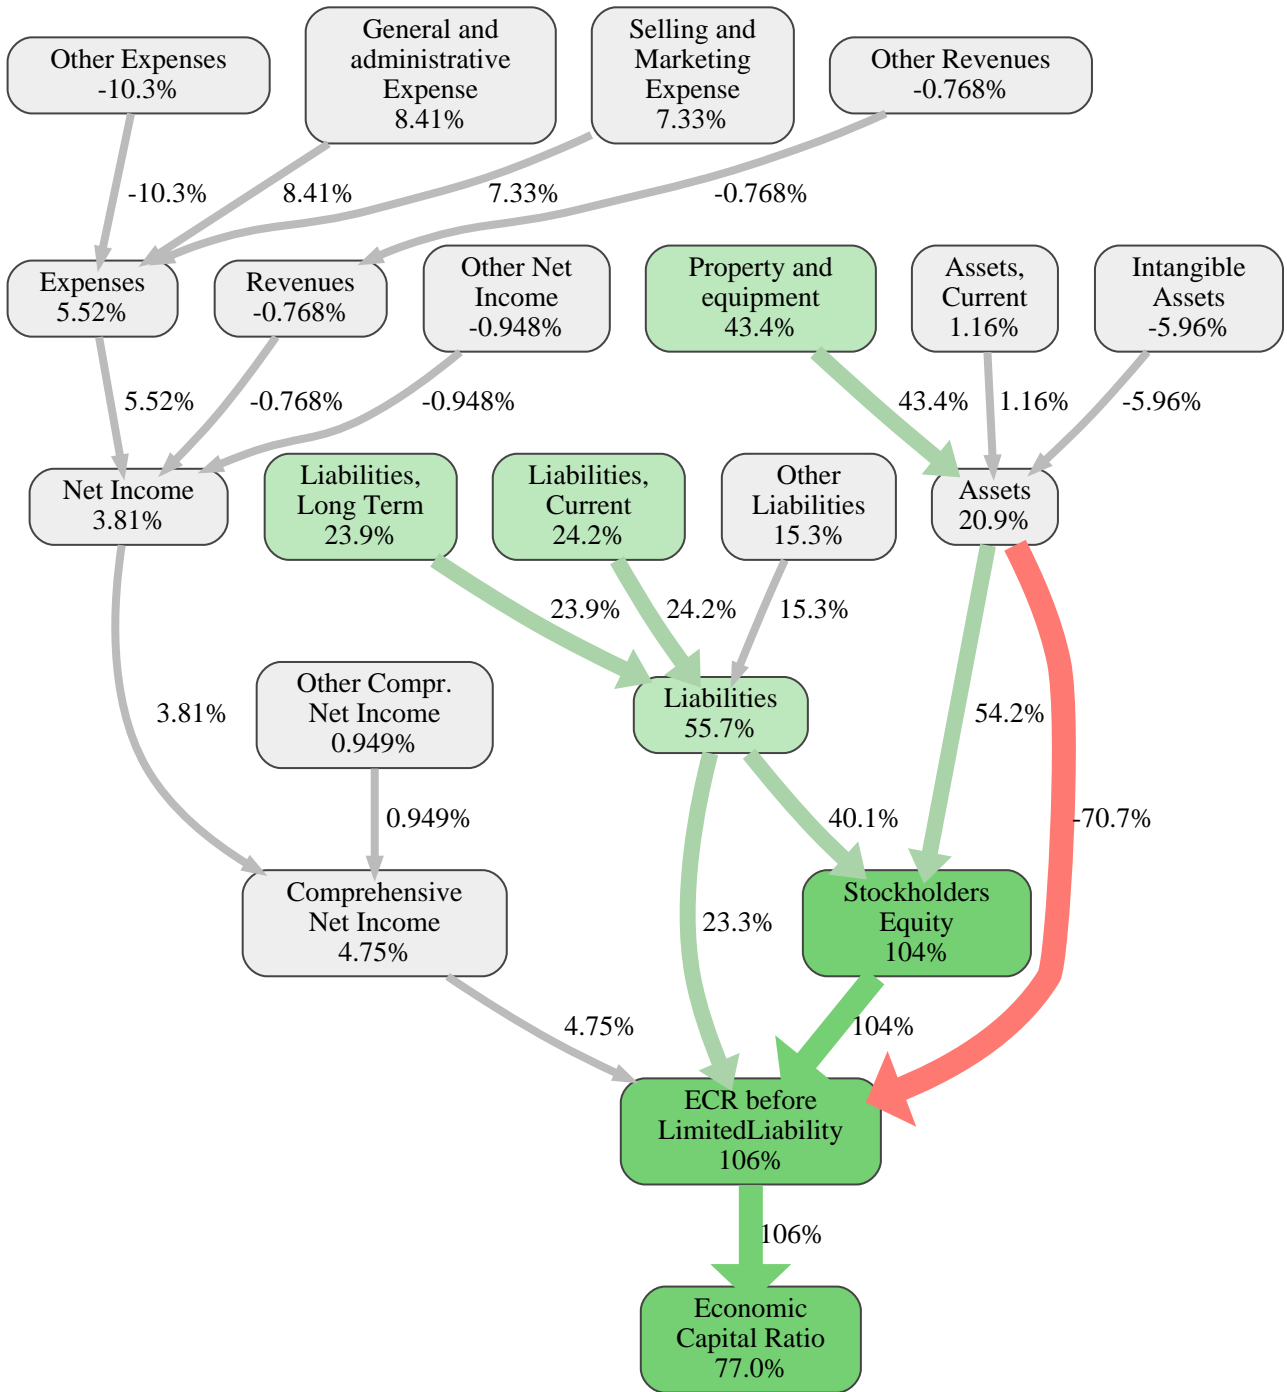 Other Expenses
-10.3%
General and
administrative
Expense
8.41%
Selling and
Marketing
Expense
7.33%
Other Revenues
-0.768%
-10.3%
8.41%
7.33%
-0.768%
Expenses
5.52%
Revenues
-0.768%
Other Net
Income
-0.948%
Property and
equipment
43.4%
Assets,
Current
1.16%
Intangible
Assets
-5.96%
5.52%
-0.768%
-0.948%
43.4%
1.16%
-5.96%
Net Income
3.81%
Liabilities,
Long Term
23.9%
Liabilities,
Current
24.2%
Other
Liabilities
15.3%
Assets
20.9%
23.9%
24.2%
15.3%
3.81%
Other Compr.
Net Income
0.949%
Liabilities
55.7%
54.2%
0.949%
40.1%
-70.7%
Comprehensive
Net Income
4.75%
23.3%
Stockholders
Equity
104%
4.75%
104%
ECR before
LimitedLiability
106%
106%
Economic
Capital Ratio
77.0%